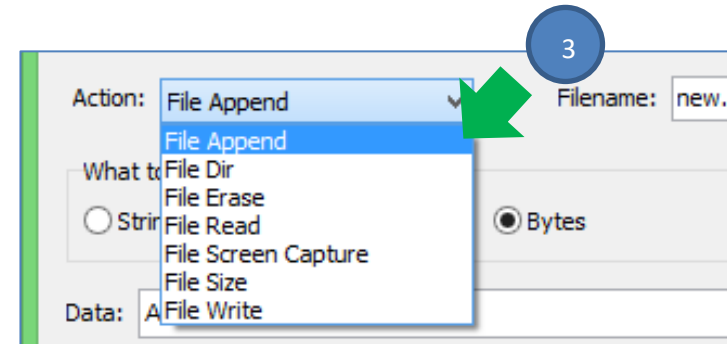 3
Action: File Append Filename: new.
File Append
What to File Dir
File Erase
Strin File Read Bytes
File Screen Capture
File Size
Data: A File Write